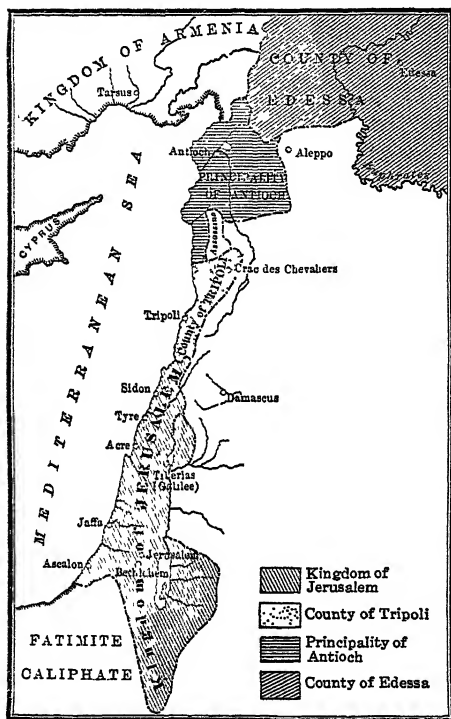 KINGDOM OF ARMENIA
COUNTY OF
EDESSA
Edessa
Tarsus
Antioch
Aleppo
PRINCIPALITY
OF ANTIOCH
Euphrates
CYPRUS
MEDITERRANEAN SEA
Assassins
Crac des Chevaliers
County of TRIPOLI
Tripoli
Sidon
Damascus
Tyre
Acre
Tiberias
(Galilee)
Kingdom of JERUSALEM
Jaffa
Jerusalem
Ascalon
Bethlehem
FATIMITE
CALIPHATE
Kingdom of
Jerusalem
County of Tripoli
Principality of
Antioch
County of Edessa